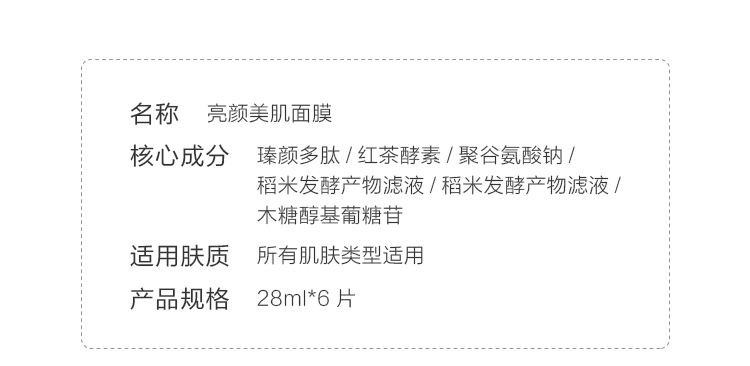 名称 亮颜美肌面膜
核心成分 瑧颜多肽 / 红茶酵素 / 聚谷氨酸钠 /
稻米发酵产物滤液 / 稻米发酵产物滤液 /
木糖醇基葡糖苷
适用肤质 所有肌肤类型适用
产品规格 28ml*6 片